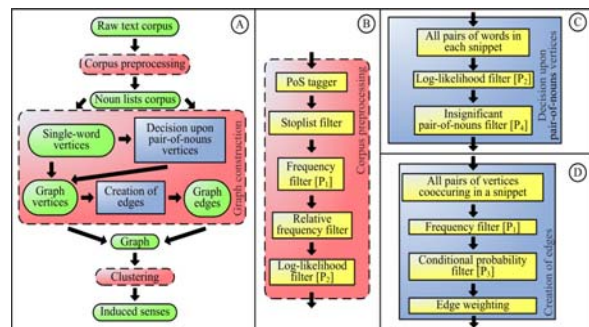 A
Raw text corpus
Corpus preprocessing
Noun lists corpus
Single-word
vertices
Decision upon
pair-of-nouns
vertices
Graph
vertices
Creation of
edges
Graph
edges
Graph construction
Graph
Clustering
Induced senses
B
PoS tagger
Stoplist filter
Frequency
filter [P₁]
Relative
frequency filter
Log-likelihood
filter [P₂]
Corpus preprocessing
C
All pairs of words in
each snippet
Log-likelihood filter [P₂]
Insignificant
pair-of-nouns filter [P₄]
Decision upon
pair-of-nouns vertices
D
All pairs of vertices
cooccuring in a snippet
Frequency filter [P₁]
Conditional probability
filter [P₃]
Edge weighting
Creation of edges